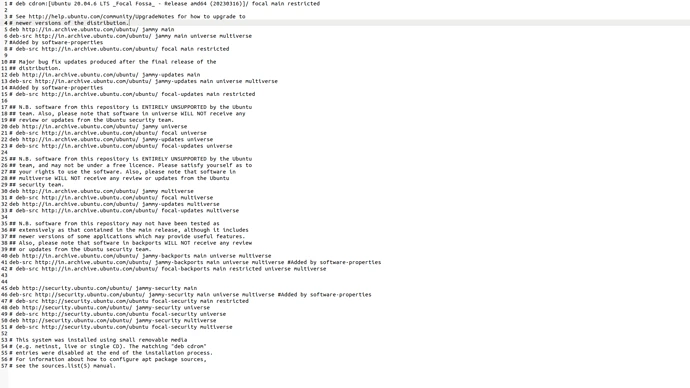 1 # deb cdrom:[Ubuntu 20.04.6 LTS _Focal Fossa_ - Release amd64 (20230316)]/ focal main restricted
2
3 # See http://help.ubuntu.com/community/UpgradeNotes for how to upgrade to
4 # newer versions of the distribution.
5 deb http://in.archive.ubuntu.com/ubuntu/ jammy main
6 deb-src http://in.archive.ubuntu.com/ubuntu/ jammy main universe multiverse
7 #Added by software-properties
8 # deb-src http://in.archive.ubuntu.com/ubuntu/ focal main restricted
9
10 ## Major bug fix updates produced after the final release of the
11 ## distribution.
12 deb http://in.archive.ubuntu.com/ubuntu/ jammy-updates main
13 deb-src http://in.archive.ubuntu.com/ubuntu/ jammy-updates main universe multiverse
14 #Added by software-properties
15 # deb-src http://in.archive.ubuntu.com/ubuntu/ focal-updates main restricted
16
17 ## N.B. software from this repository is ENTIRELY UNSUPPORTED by the Ubuntu
18 ## team. Also, please note that software in universe WILL NOT receive any
19 ## review or updates from the Ubuntu security team.
20 deb http://in.archive.ubuntu.com/ubuntu/ jammy universe
21 # deb-src http://in.archive.ubuntu.com/ubuntu/ focal universe
22 deb http://in.archive.ubuntu.com/ubuntu/ jammy-updates universe
23 # deb-src http://in.archive.ubuntu.com/ubuntu/ focal-updates universe
24
25 ## N.B. software from this repository is ENTIRELY UNSUPPORTED by the Ubuntu
26 ## team, and may not be under a free licence. Please satisfy yourself as to
27 ## your rights to use the software. Also, please note that software in
28 ## multiverse WILL NOT receive any review or updates from the Ubuntu
29 ## security team.
30 deb http://in.archive.ubuntu.com/ubuntu/ jammy multiverse
31 # deb-src http://in.archive.ubuntu.com/ubuntu/ focal multiverse
32 deb http://in.archive.ubuntu.com/ubuntu/ jammy-updates multiverse
33 # deb-src http://in.archive.ubuntu.com/ubuntu/ focal-updates multiverse
34
35 ## N.B. software from this repository may not have been tested as
36 ## extensively as that contained in the main release, although it includes
37 ## newer versions of some applications which may provide useful features.
38 ## Also, please note that software in backports WILL NOT receive any review
39 ## or updates from the Ubuntu security team.
40 deb http://in.archive.ubuntu.com/ubuntu/ jammy-backports main universe multiverse
41 deb-src http://in.archive.ubuntu.com/ubuntu/ jammy-backports main universe multiverse #Added by software-properties
42 # deb-src http://in.archive.ubuntu.com/ubuntu/ focal-backports main restricted universe multiverse
43
44
45 deb http://security.ubuntu.com/ubuntu/ jammy-security main
46 deb-src http://security.ubuntu.com/ubuntu/ jammy-security main universe multiverse #Added by software-properties
47 # deb-src http://security.ubuntu.com/ubuntu focal-security main restricted
48 deb http://security.ubuntu.com/ubuntu/ jammy-security universe
49 # deb-src http://security.ubuntu.com/ubuntu focal-security universe
50 deb http://security.ubuntu.com/ubuntu/ jammy-security multiverse
51 # deb-src http://security.ubuntu.com/ubuntu focal-security multiverse
52
53 # This system was installed using small removable media
54 # (e.g. netinst, live or single CD). The matching "deb cdrom"
55 # entries were disabled at the end of the installation process.
56 # For information about how to configure apt package sources,
57 # see the sources.list(5) manual.